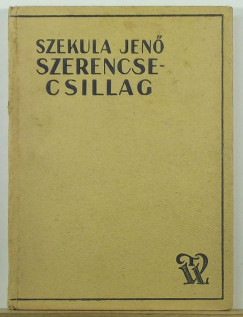 SZEKULA JENŐ
SZERENCSE-
CSILLAG